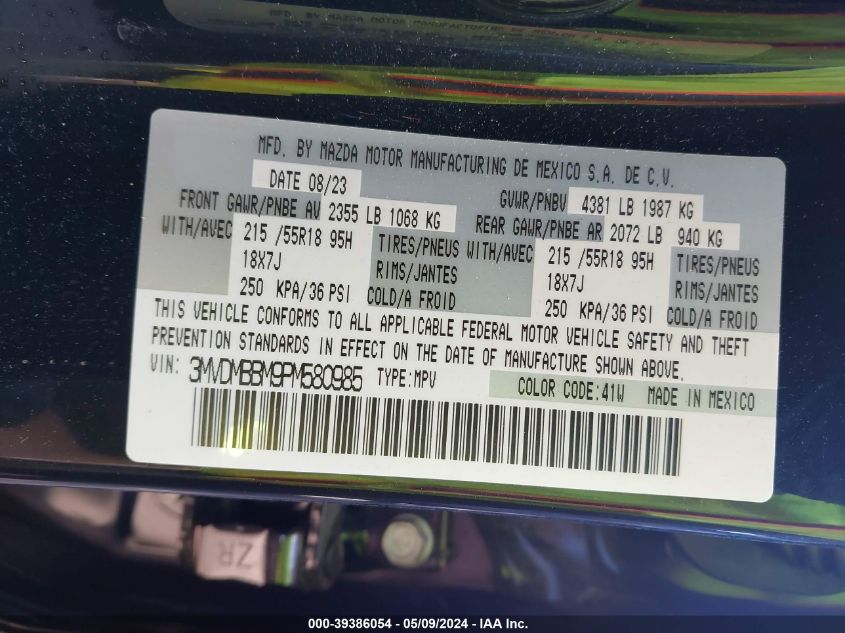 MFD. BY MAZDA MOTOR MANUFACTURING DE MEXICO S.A. DE C.V.
DATE 08/23 GVWR/PNBV 4381 LB 1987 KG
FRONT GAWR/PNBE AV 2355 LB 1068 KG REAR GAWR/PNBE AR 2072 LB 940 KG
WITH/AVEC 215 /55R18 95H TIRES/PNEUS WITH/AVEC 215 /55R18 95H TIRES/PNEUS
18X7J RIMS/JANTES 18X7J RIMS/JANTES
250 KPA/36 PSI COLD/A FROID 250 KPA/36 PSI COLD/A FROID
THIS VEHICLE CONFORMS TO ALL APPLICABLE FEDERAL MOTOR VEHICLE SAFETY AND THEFT
PREVENTION STANDARDS IN EFFECT ON THE DATE OF MANUFACTURE SHOWN ABOVE.
VIN: 3MVDMBBM9PM580985 TYPE:MPV COLOR CODE:41W MADE IN MEXICO
ZR
000-39386054 - 05/09/2024 - IAA Inc.